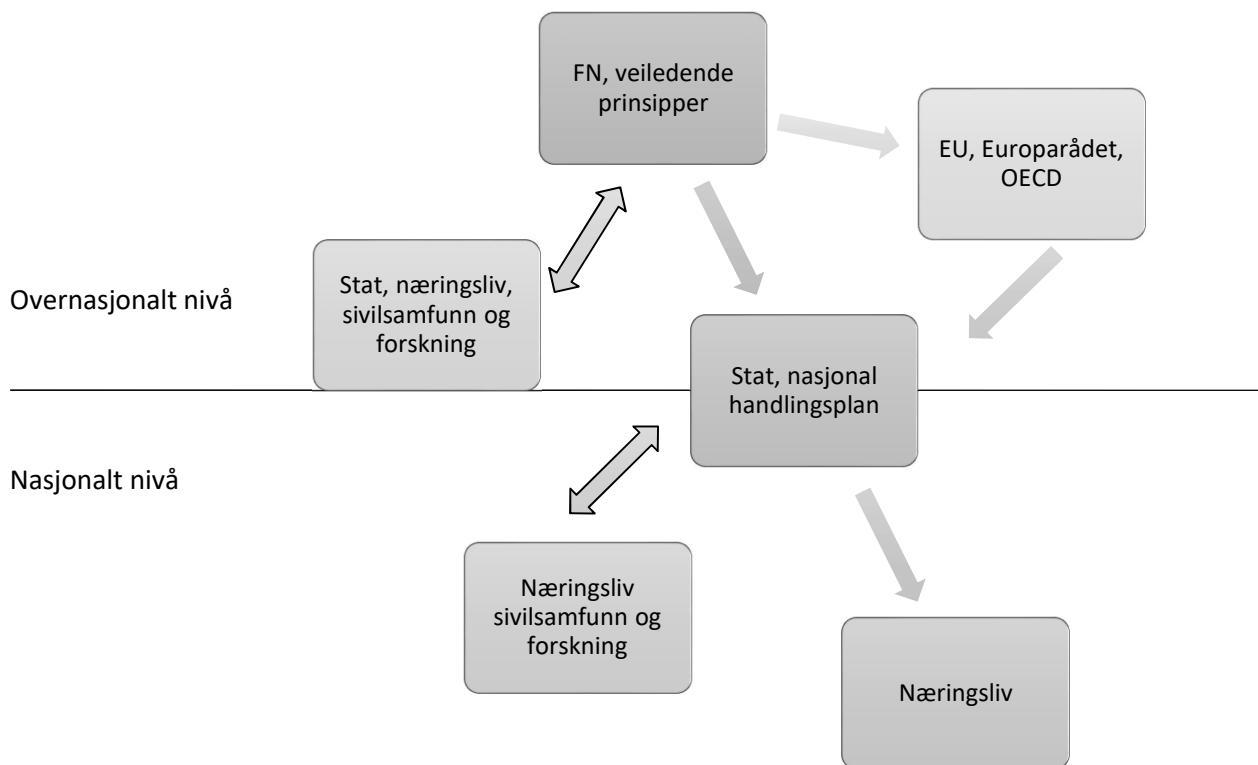 FN, veiledende
prinsipper
EU, Europarådet,
OECD
Stat, næringsliv,
sivilsamfunn og
forskning
Overnasjonalt nivå
Stat, nasjonal
handlingsplan
Nasjonalt nivå
Næringsliv
sivilsamfunn og
forskning
Næringsliv